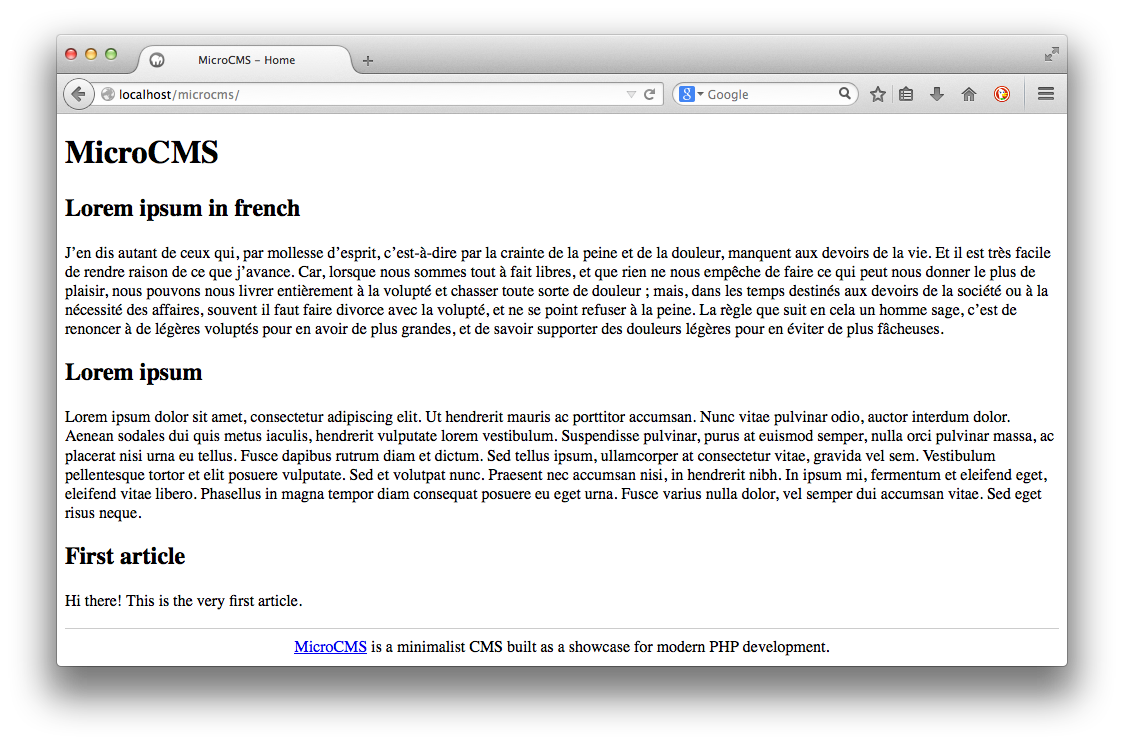 MicroCMS – Home
localhost/microcms/
8
Google
MicroCMS
Lorem ipsum in french
J’en dis autant de ceux qui, par mollesse d’esprit, c’est-à-dire par la crainte de la peine et de la douleur, manquent aux devoirs de la vie. Et il est très facile
de rendre raison de ce que j’avance. Car, lorsque nous sommes tout à fait libres, et que rien ne nous empêche de faire ce qui peut nous donner le plus de
plaisir, nous pouvons nous livrer entièrement à la volupté et chasser toute sorte de douleur ; mais, dans les temps destinés aux devoirs de la société ou à la
nécessité des affaires, souvent il faut faire divorce avec la volupté, et ne se point refuser à la peine. La règle que suit en cela un homme sage, c’est de
renoncer à de légères voluptés pour en avoir de plus grandes, et de savoir supporter des douleurs légères pour en éviter de plus fâcheuses.
Lorem ipsum
Lorem ipsum dolor sit amet, consectetur adipiscing elit. Ut hendrerit mauris ac porttitor accumsan. Nunc vitae pulvinar odio, auctor interdum dolor.
Aenean sodales dui quis metus iaculis, hendrerit vulputate lorem vestibulum. Suspendisse pulvinar, purus at euismod semper, nulla orci pulvinar massa, ac
placerat nisi urna eu tellus. Fusce dapibus rutrum diam et dictum. Sed tellus ipsum, ullamcorper at consectetur vitae, gravida vel sem. Vestibulum
pellentesque tortor et elit posuere vulputate. Sed et volutpat nunc. Praesent nec accumsan nisi, in hendrerit nibh. In ipsum mi, fermentum et eleifend eget,
eleifend vitae libero. Phasellus in magna tempor diam consequat posuere eu eget urna. Fusce varius nulla dolor, vel semper dui accumsan vitae. Sed eget
risus neque.
First article
Hi there! This is the very first article.
MicroCMS is a minimalist CMS built as a showcase for modern PHP development.